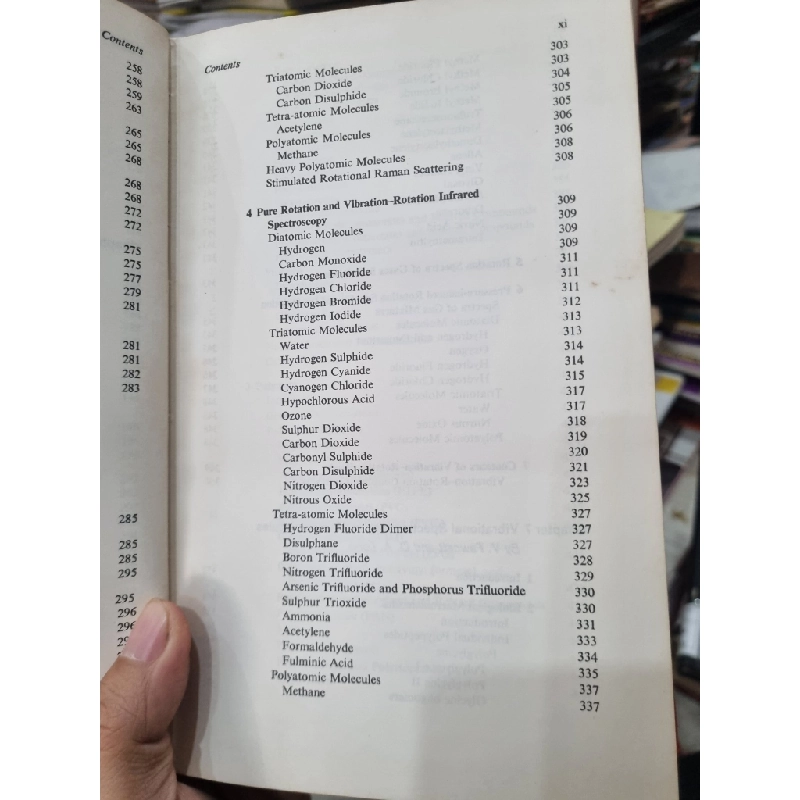 Contents
258
258
259
263
265
265
268
268
268
272
272
275
275
277
279
281
281
281
282
283
285
285
285
295
295
296
296
Contents xi
Triatomic Molecules 303
Carbon Dioxide 303
Carbon Disulphide 304
Tetra-atomic Molecules 305
Acetylene 305
Polyatomic Molecules 306
Methane 306
Heavy Polyatomic Molecules 308
Stimulated Rotational Raman Scattering 308
4 Pure Rotation and Vibration–Rotation Infrared
Spectroscopy 309
Diatomic Molecules 309
Hydrogen 309
Carbon Monoxide 309
Hydrogen Fluoride 311
Hydrogen Chloride 311
Hydrogen Bromide 311
Hydrogen Iodide 312
Triatomic Molecules 313
Water 313
Hydrogen Sulphide 314
Hydrogen Cyanide 314
Cyanogen Chloride 315
Hypochlorous Acid 317
Ozone 317
Sulphur Dioxide 318
Carbon Dioxide 319
Carbonyl Sulphide 320
Carbon Disulphide 321
Nitrogen Dioxide 323
Nitrous Oxide 325
Tetra-atomic Molecules 327
Hydrogen Fluoride Dimer 327
Disulphane 327
Boron Trifluoride 328
Nitrogen Trifluoride 329
Arsenic Trifluoride and Phosphorus Trifluoride 330
Sulphur Trioxide 330
Ammonia 331
Acetylene 333
Formaldehyde 334
Fulminic Acid 335
Polyatomic Molecules 337
Methane 337